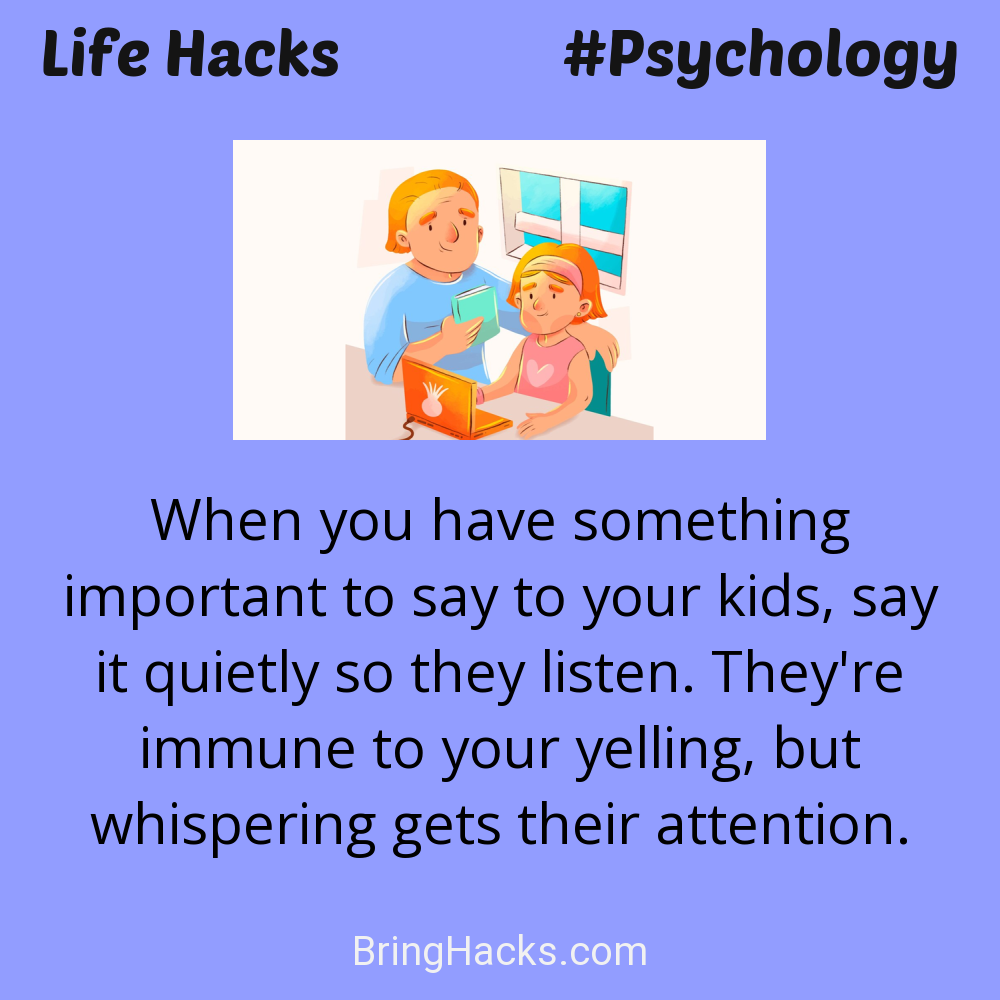 Life Hacks #Psychology
When you have something
important to say to your kids, say
it quietly so they listen. They're
immune to your yelling, but
whispering gets their attention.
BringHacks.com